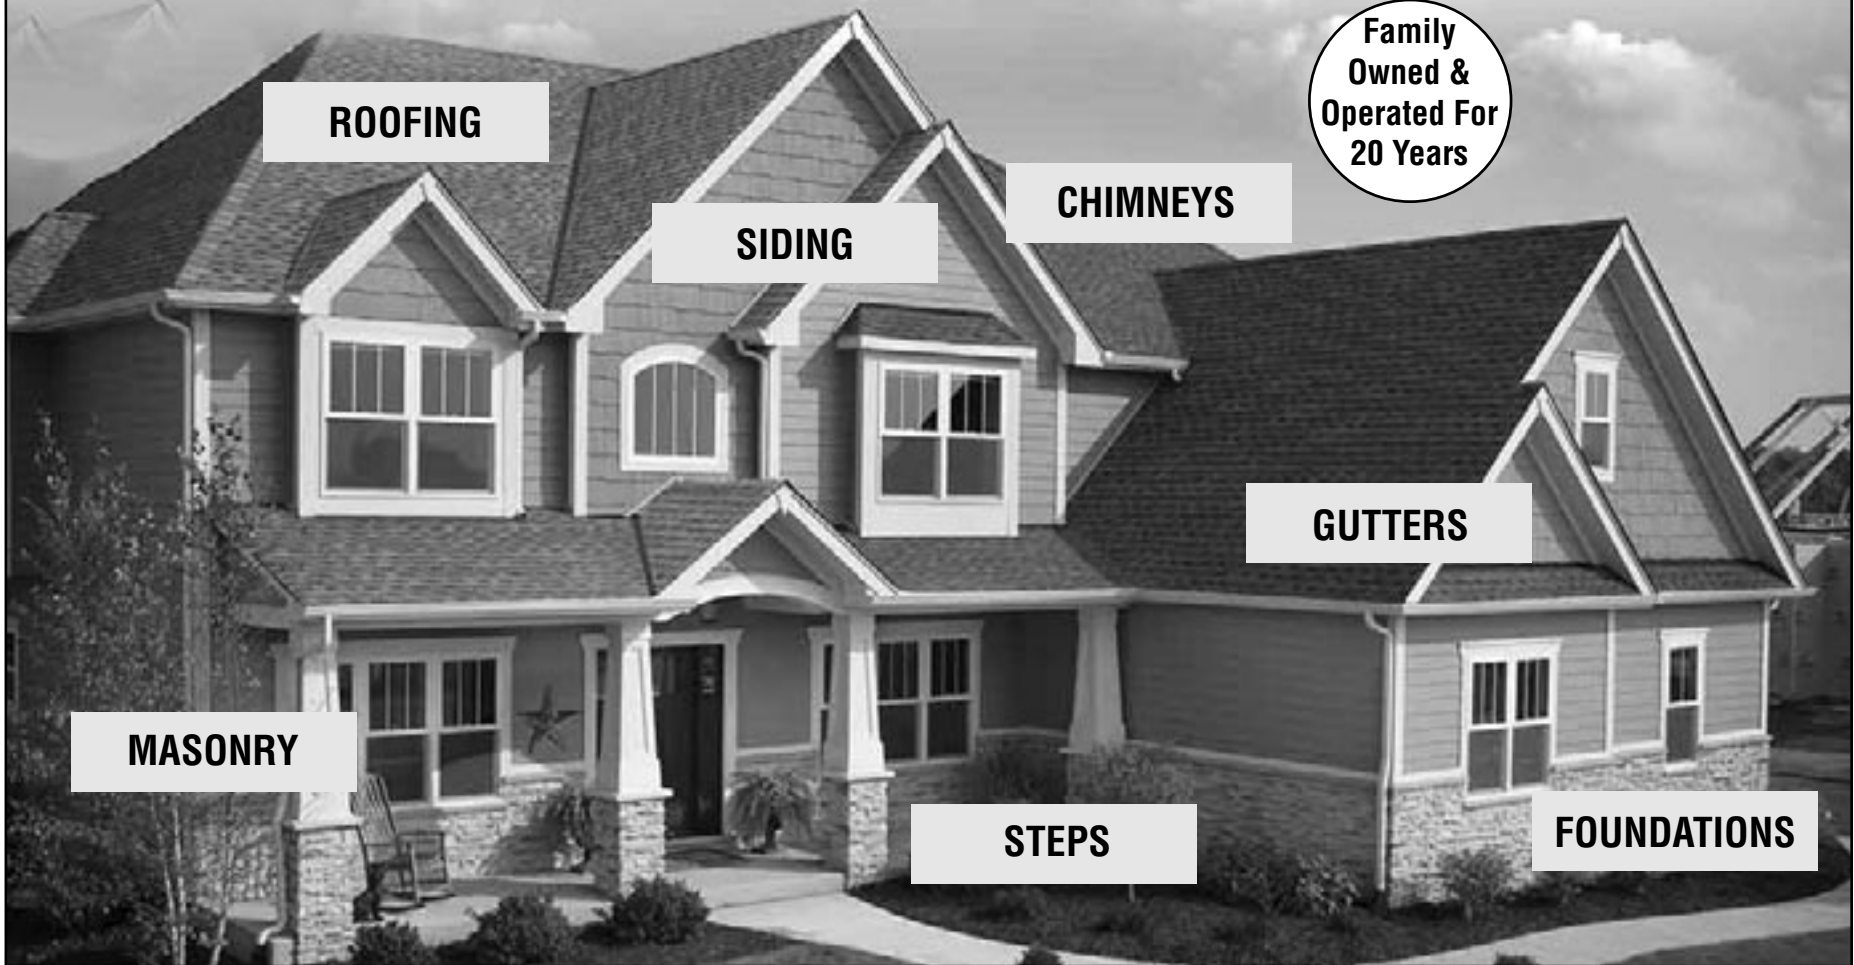 Family
Owned &
Operated For
20 Years
ROOFING
CHIMNEYS
SIDING
GUTTERS
MASONRY
STEPS
FOUNDATIONS